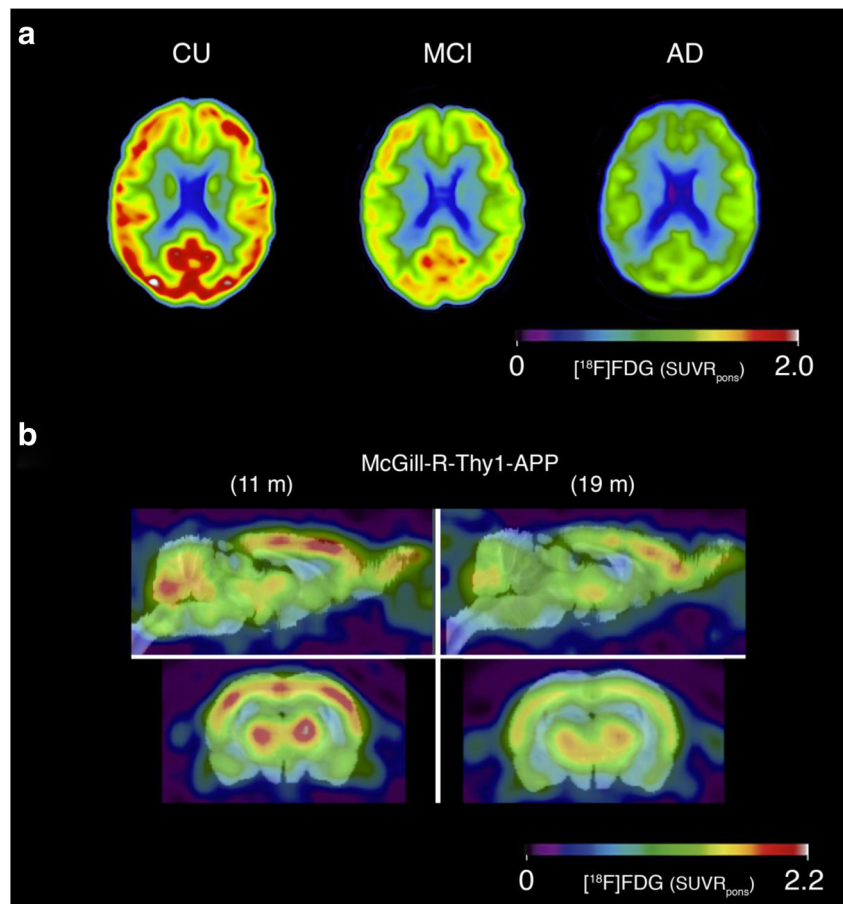 a
CU MCI AD
0 [¹⁸F]FDG (SUVRpons) 2.0
b
McGill-R-Thy1-APP
(11 m) (19 m)
0 [¹⁸F]FDG (SUVRpons) 2.2